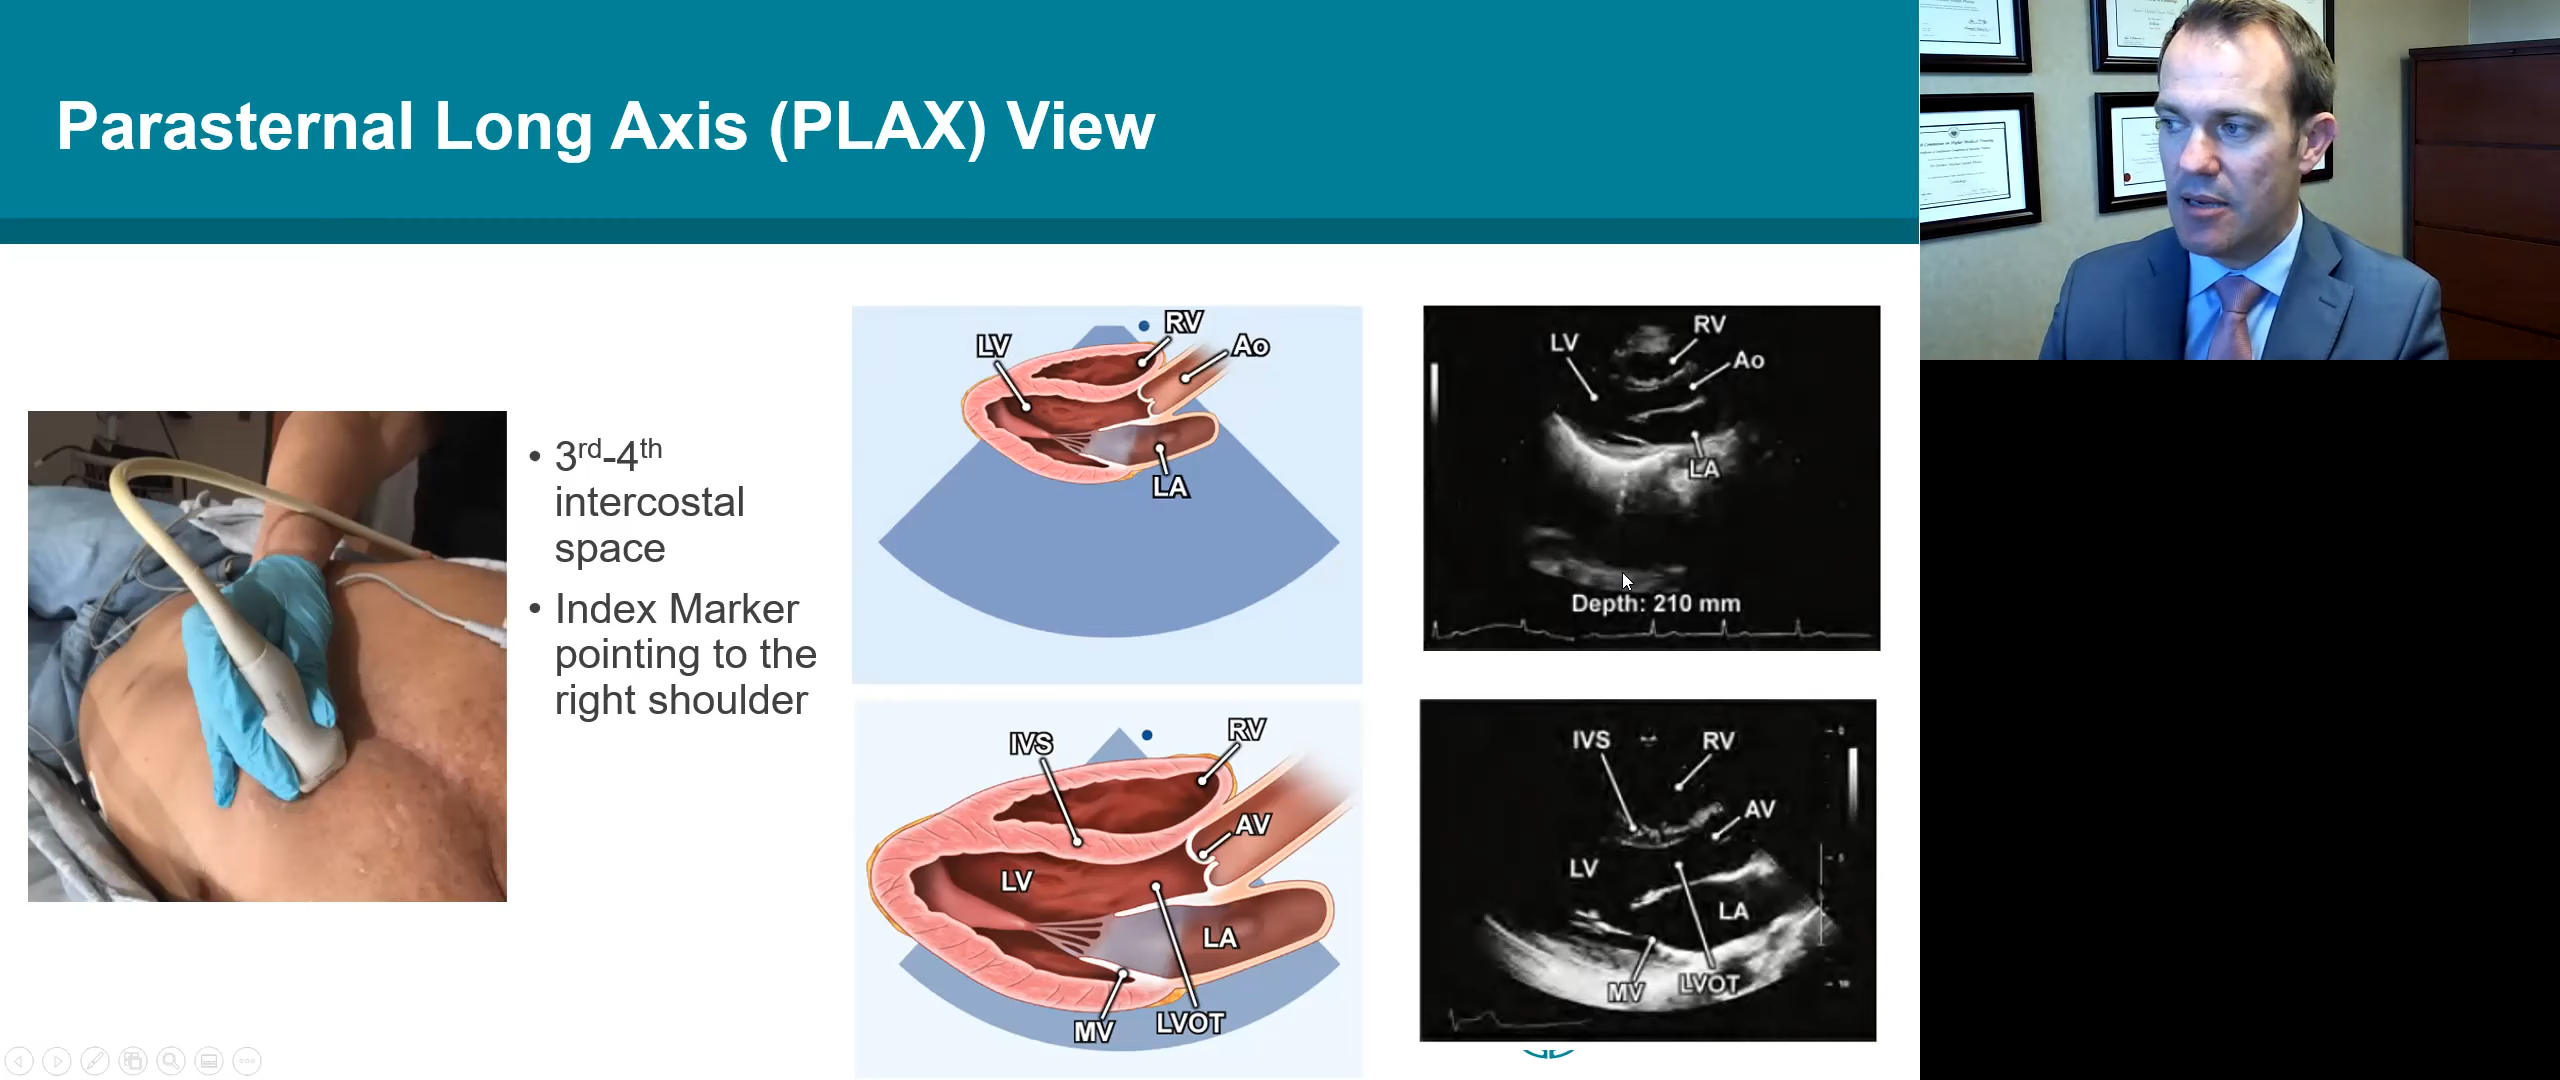 Parasternal Long Axis (PLAX) View
• 3rd-4th
intercostal
space
• Index Marker
pointing to the
right shoulder
LV
RV
Ao
LA
LV
RV
Ao
LA
Depth: 210 mm
IVS
RV
AV
LV
LA
MV
LVOT
IVS
RV
AV
LV
LA
MV
LVOT
5
10